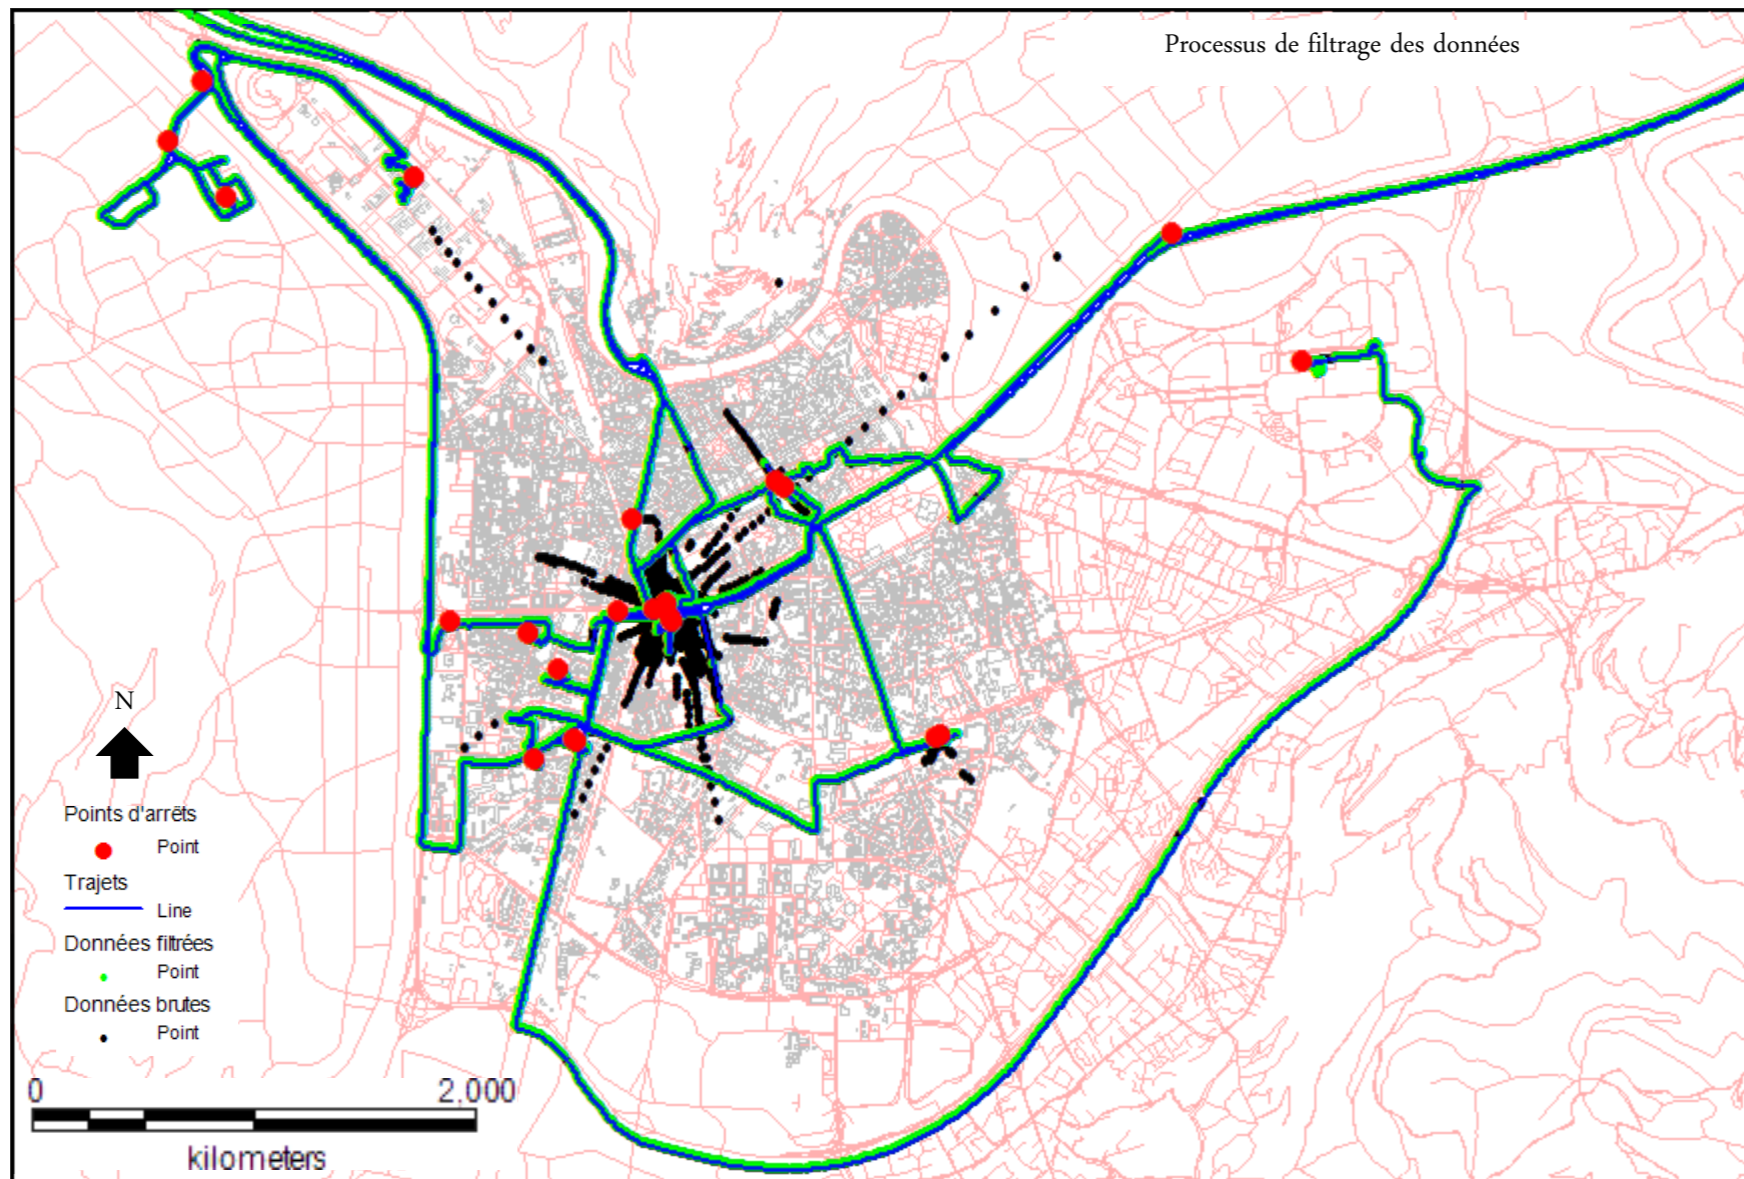 Processus de filtrage des données
N
Points d'arrëts
Point
Trajets
Line
Données filtrées
Point
Données brutes
Point
0 2,000
kilometers